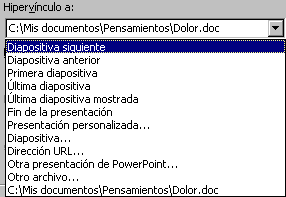 Hipervínculo a:
C:\Mis documentos\Pensamientos\Dolor.doc
Diapositiva siguiente
Diapositiva anterior
Primera diapositiva
Última diapositiva
Última diapositiva mostrada
Fin de la presentación
Presentación personalizada...
Diapositiva...
Dirección URL...
Otra presentación de PowerPoint...
Otro archivo...
C:\Mis documentos\Pensamientos\Dolor.doc